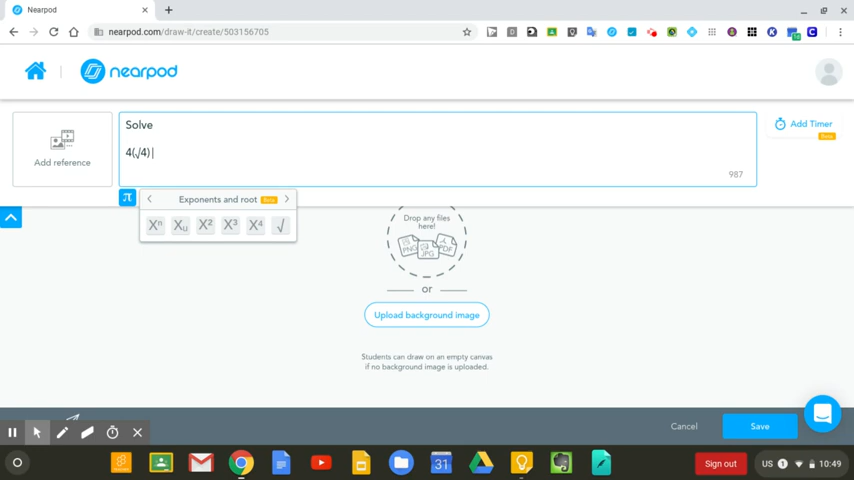 Nearpod
nearpod.com/draw-it/create/503156705
nearpod
Add reference
Solve
4(√4)
987
Add Timer
Beta
π
Exponents and root Beta
Xⁿ Xᵤ X² X³ X⁴ √
Drop any files
here!
PNG JPG PDF
or
Upload background image
Students can draw on an empty canvas
if no background image is uploaded.
Cancel
Save
31
Sign out
US 1 10:49